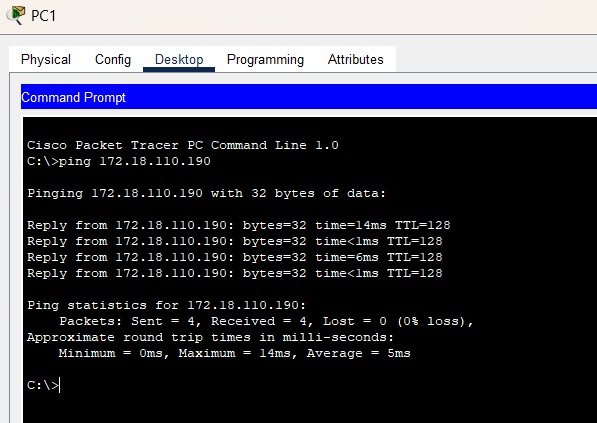 PC1
Physical Config Desktop Programming Attributes
Command Prompt
Cisco Packet Tracer PC Command Line 1.0
C:\>ping 172.18.110.190
Pinging 172.18.110.190 with 32 bytes of data:
Reply from 172.18.110.190: bytes=32 time=14ms TTL=128
Reply from 172.18.110.190: bytes=32 time<1ms TTL=128
Reply from 172.18.110.190: bytes=32 time=6ms TTL=128
Reply from 172.18.110.190: bytes=32 time<1ms TTL=128
Ping statistics for 172.18.110.190:
Packets: Sent = 4, Received = 4, Lost = 0 (0% loss),
Approximate round trip times in milli-seconds:
Minimum = 0ms, Maximum = 14ms, Average = 5ms
C:\>